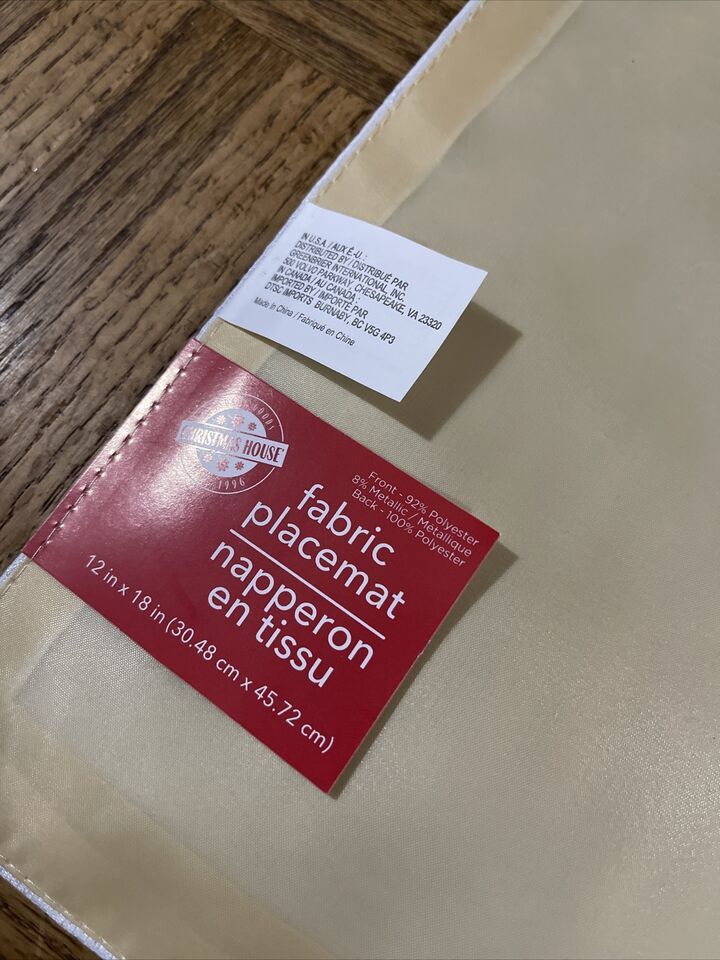 IN U.S.A. / AUX É.-U. :
DISTRIBUTED BY / DISTRIBUÉ PAR
GREENBRIER INTERNATIONAL, INC.
500 VOLVO PARKWAY, CHESAPEAKE, VA 23320
IN CANADA / AU CANADA :
IMPORTED BY / IMPORTÉ PAR
DTSC IMPORTS BURNABY, BC V5G 4P3
Made In China / Fabriqué en Chine
CHRISTMAS HOUSE
1996
Front - 92% Polyester
8% Metallic / Métallique
Back - 100% Polyester
fabric
placemat
napperon
en tissu
12 in x 18 in (30.48 cm x 45.72 cm)